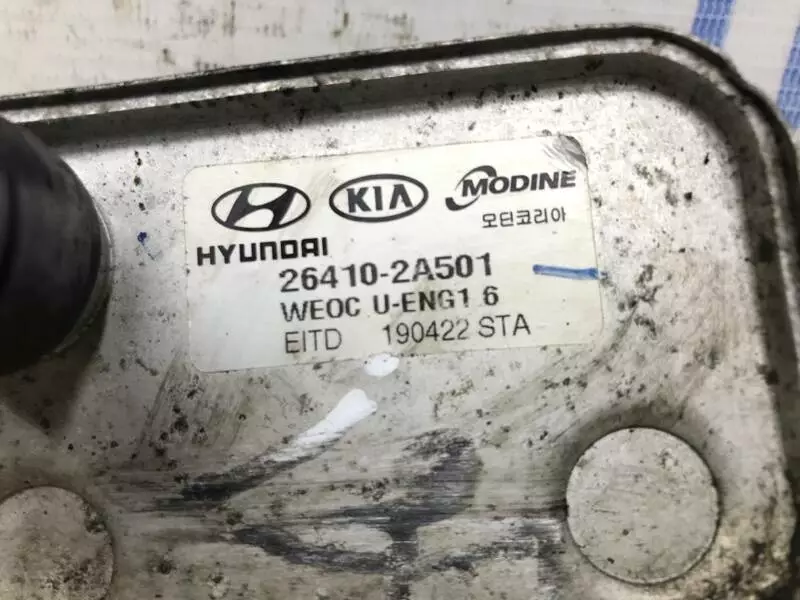 KIA
MODINE
모딘코리아
HYUNDAI
26410-2A501
WEOC U-ENG1.6
EITD 190422 STA